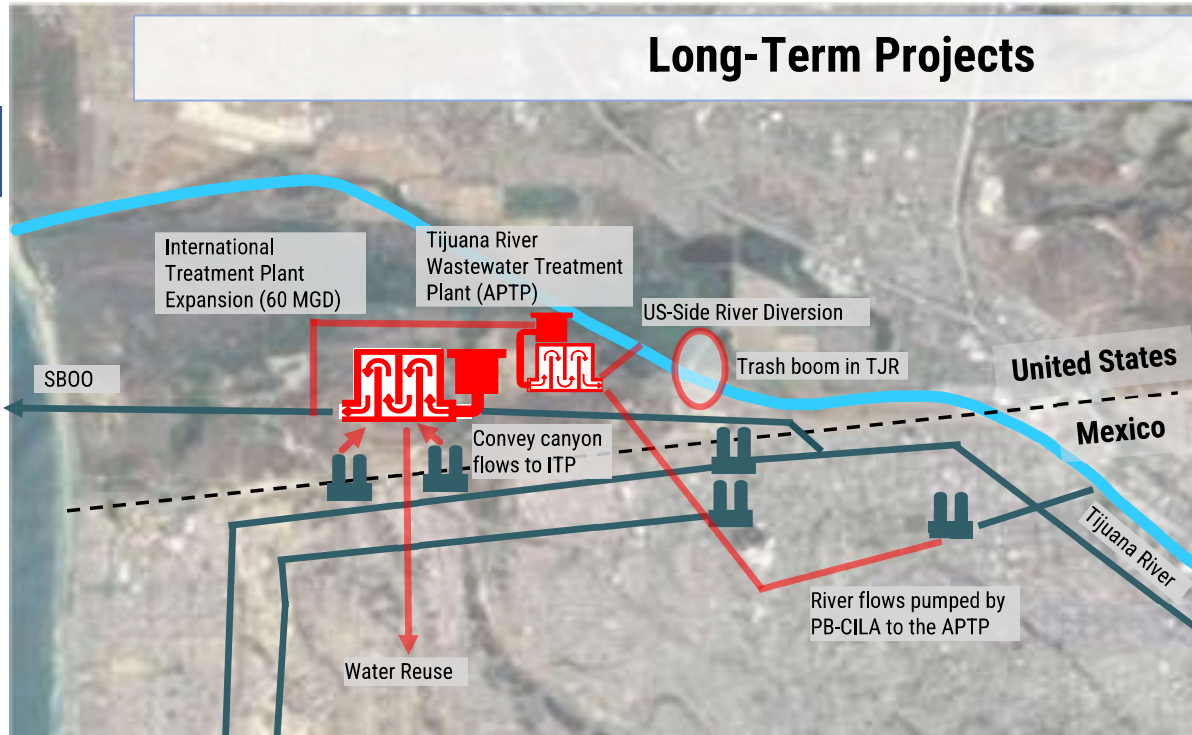 Long-Term Projects
International
Treatment Plant
Expansion (60 MGD)
Tijuana River
Wastewater Treatment
Plant (APTP)
US-Side River Diversion
Trash boom in TJR
United States
Mexico
SBOO
Convey canyon
flows to ITP
Tijuana River
River flows pumped by
PB-CILA to the APTP
Water Reuse